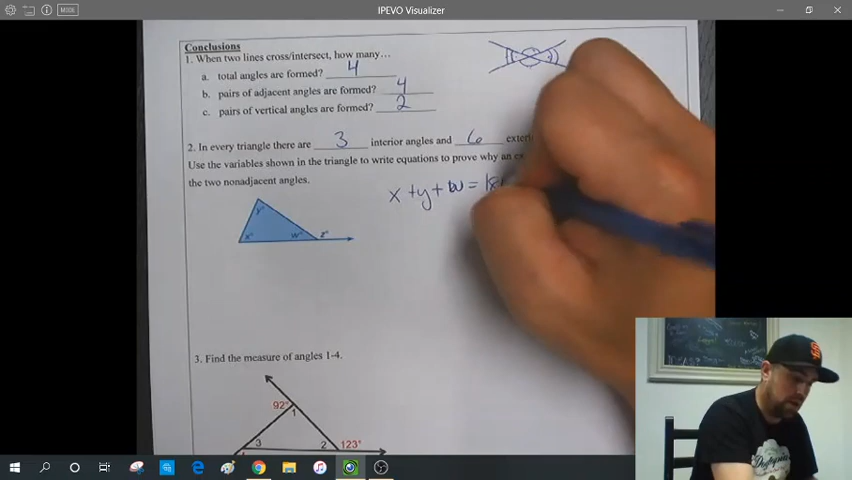 IPEVO Visualizer
MODE
Conclusions
1. When two lines cross/intersect, how many…
a. total angles are formed? 4
b. pairs of adjacent angles are formed? 4
c. pairs of vertical angles are formed? 2
2. In every triangle there are 3 interior angles and 6
Use the variables shown in the triangle to write equations to prove why an
the two nonadjacent angles.
x + y + w = 18
y°
x° w° z°
3. Find the measure of angles 1-4.
92°
1
3 2 123°